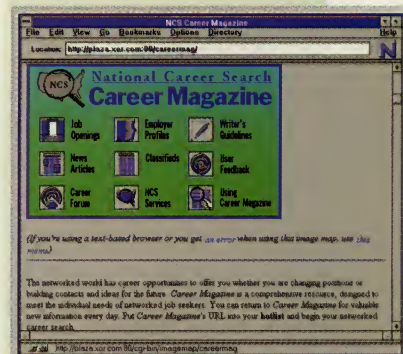 NCS Career Magazine
File Edit View Go Bookmarks Options Directory Help
Location: http://plaza.xor.com:80/careermag/
N
NCS
National Career Search
Career Magazine
Job Openings
Employer Profiles
Writer's Guidelines
News Articles
Classifieds
User Feedback
Career Forum
NCS Services
Using Career Magazine
(If you're using a text-based browser or you get an error when using this image map, use this menu)
The networked world has career opportunities to offer you whether you are changing positions or
building contacts and ideas for the future. Career Magazine is a comprehensive resource, designed to
meet the individual needs of networked job seekers. You can return to Career Magazine for valuable
new information every day. Put Career Magazine's URL into your hotlist and begin your networked
career search.
http://plaza.xor.com:80/cgi-bin/imagemap/careermag